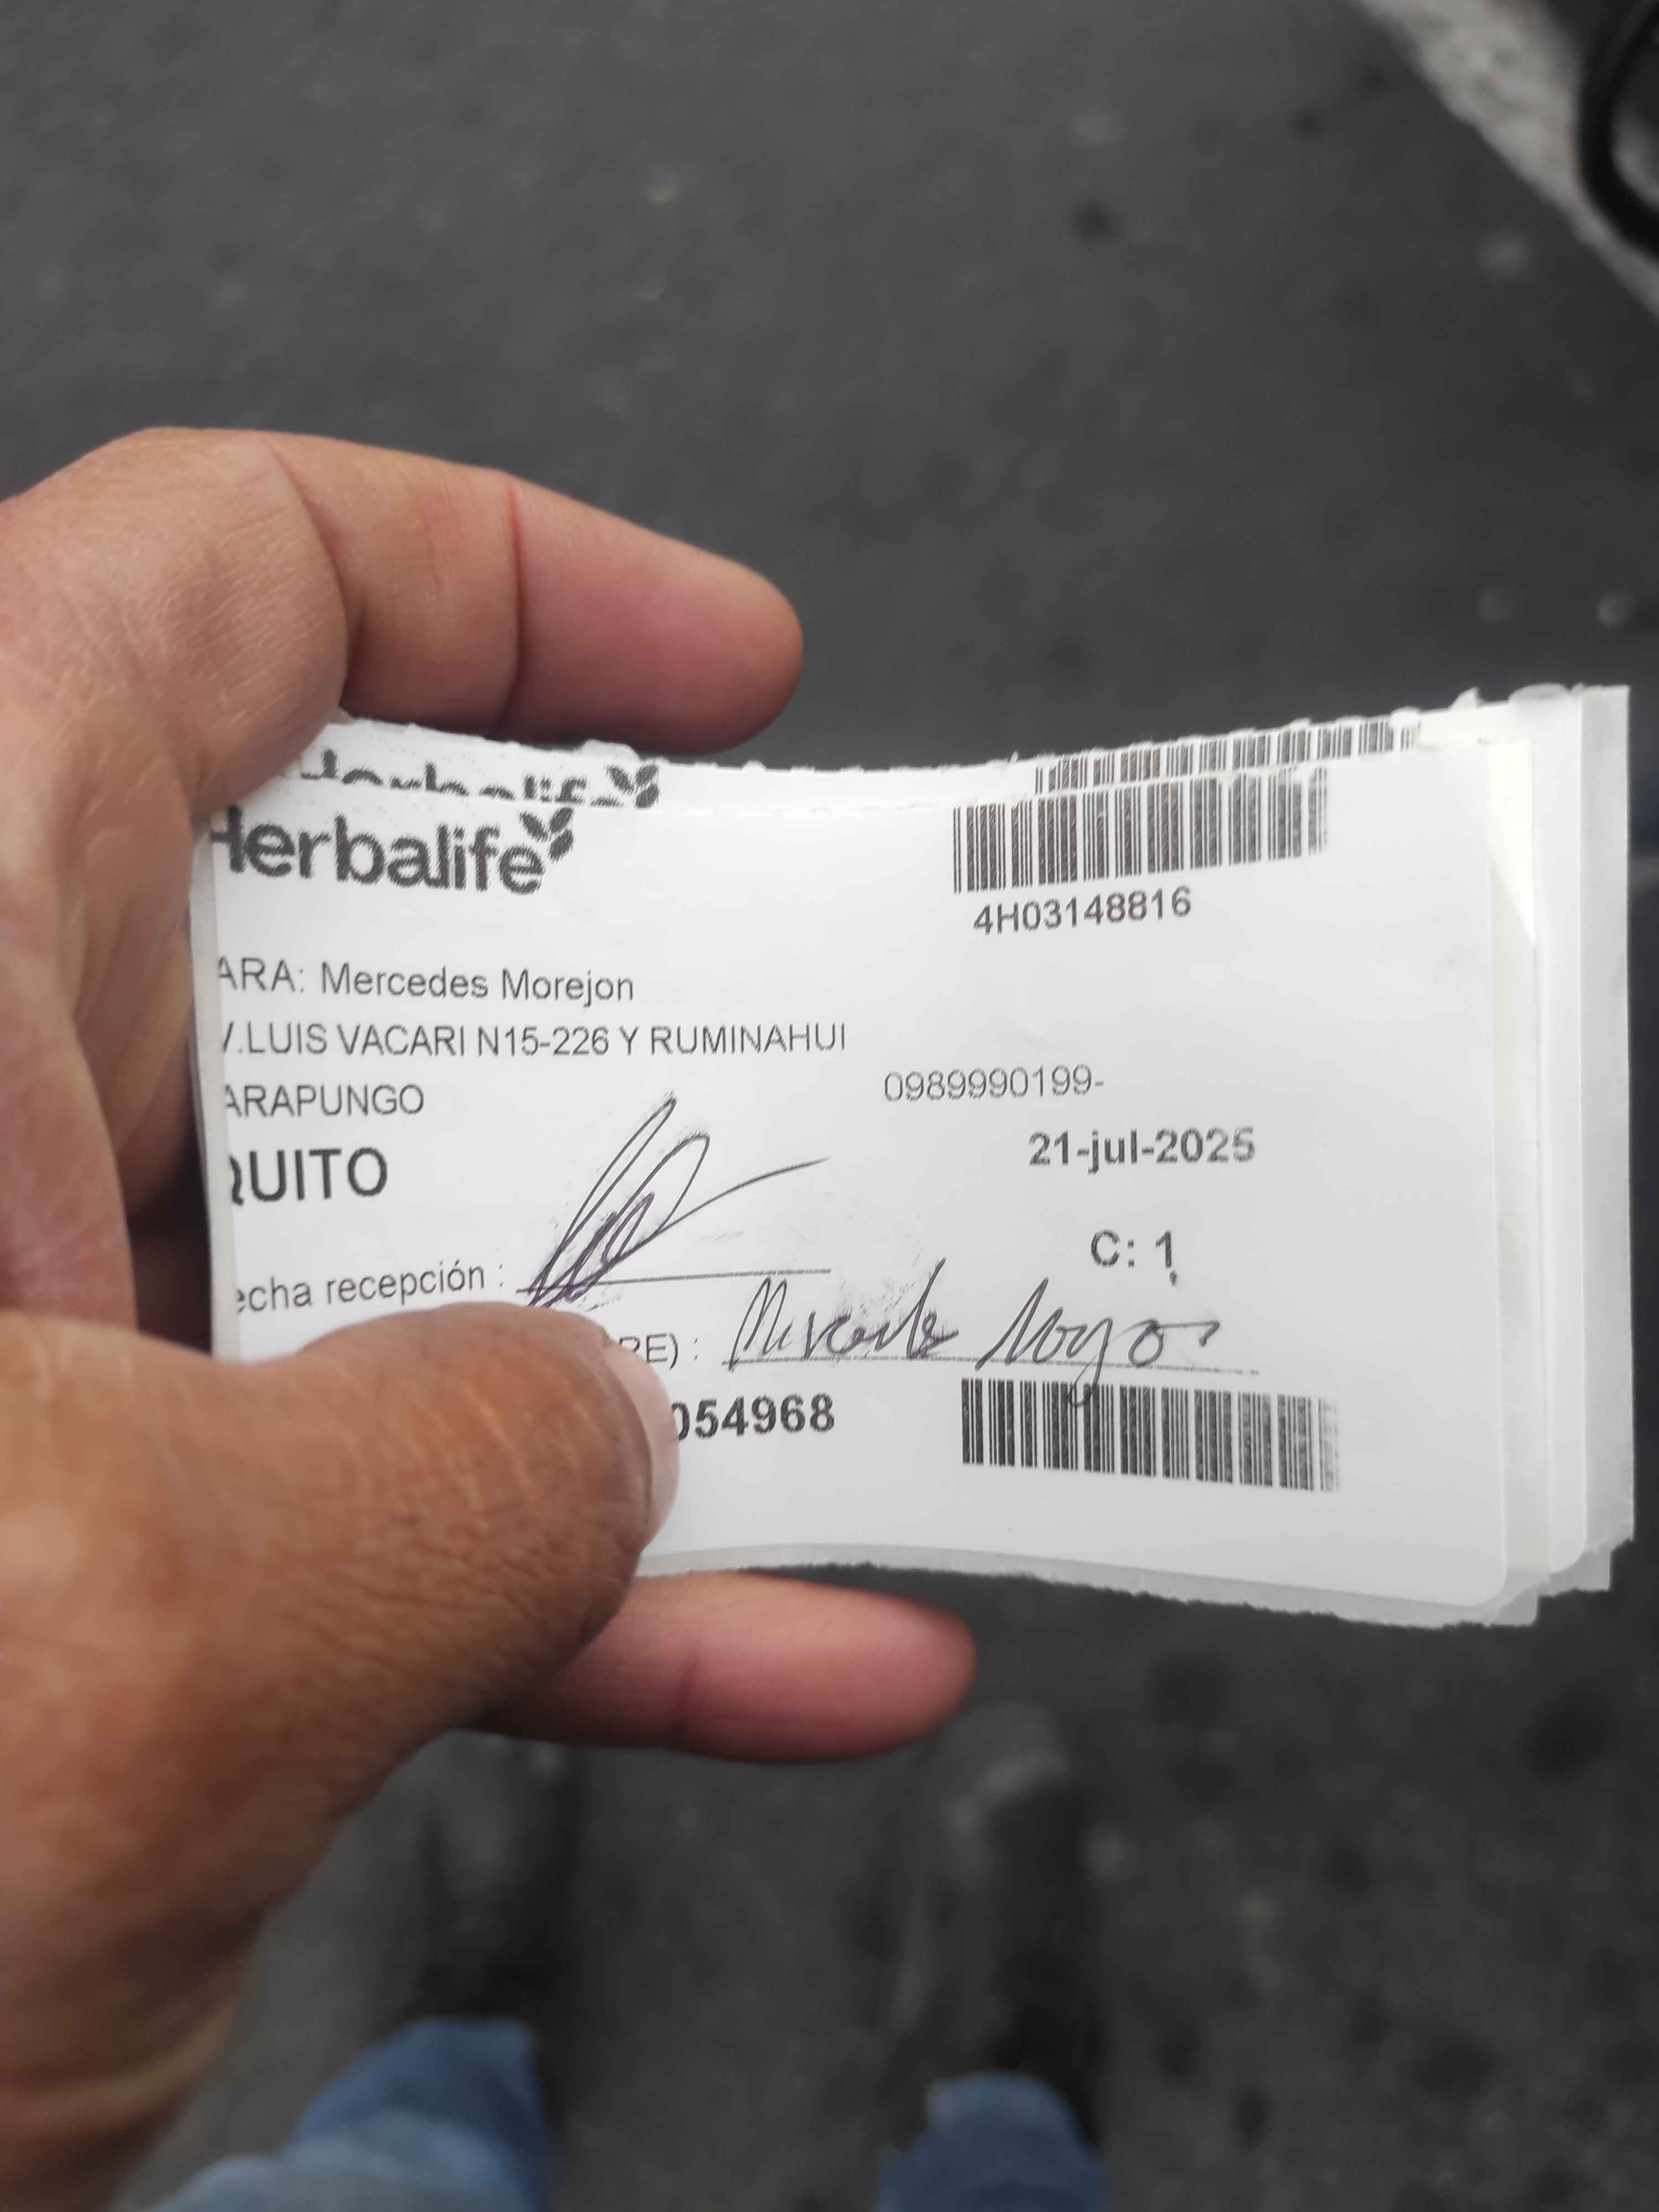 Herbalife
4H03148816
ARA: Mercedes Morejon
V.LUIS VACARI N15-226 Y RUMINAHUI
ARAPUNGO
0989990199-
QUITO
21-jul-2025
C: 1
echa recepción :
RE) : Mercedes
054968